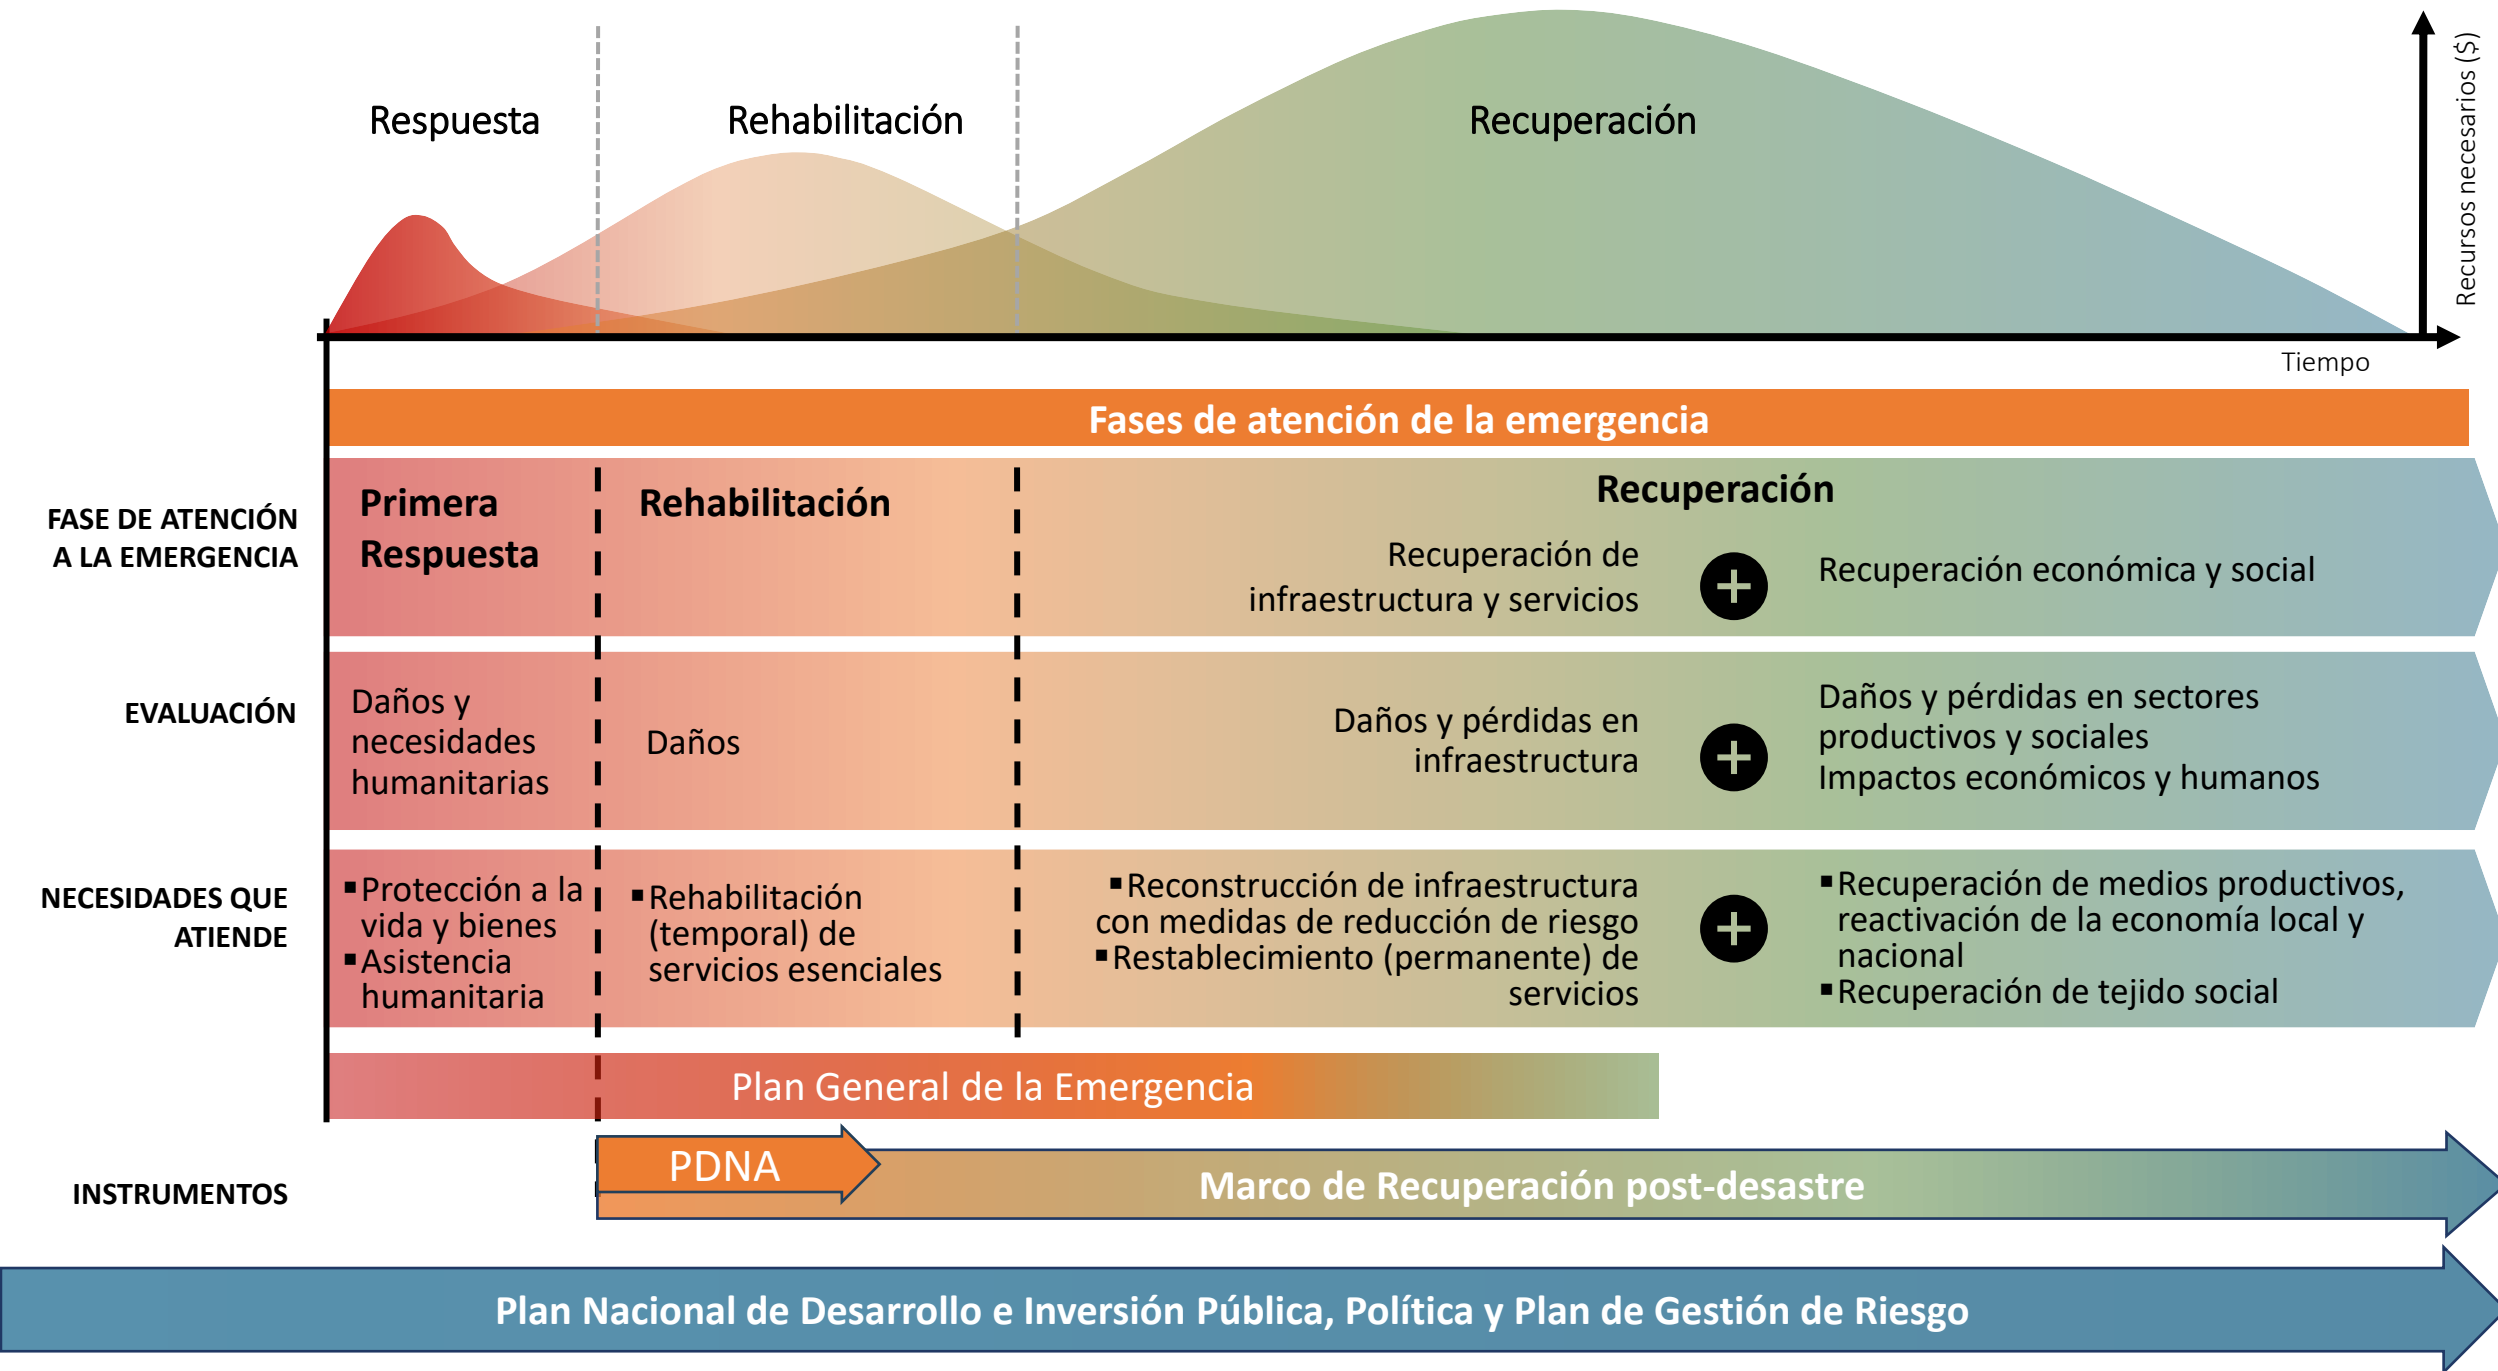 Respuesta
Rehabilitación
Recuperación
Recursos necesarios ($)
Tiempo
Fases de atención de la emergencia
FASE DE ATENCIÓN
A LA EMERGENCIA
Primera
Respuesta
Rehabilitación
Recuperación
Recuperación de
infraestructura y servicios
+
Recuperación económica y social
EVALUACIÓN
Daños y
necesidades
humanitarias
Daños
Daños y pérdidas en
infraestructura
+
Daños y pérdidas en sectores
productivos y sociales
Impactos económicos y humanos
NECESIDADES QUE
ATIENDE
▪Protección a la
vida y bienes
▪Asistencia
humanitaria
▪Rehabilitación
(temporal) de
servicios esenciales
▪Reconstrucción de infraestructura
con medidas de reducción de riesgo
▪Restablecimiento (permanente) de
servicios
+
▪Recuperación de medios productivos,
reactivación de la economía local y
nacional
▪Recuperación de tejido social
Plan General de la Emergencia
INSTRUMENTOS
PDNA
Marco de Recuperación post-desastre
Plan Nacional de Desarrollo e Inversión Pública, Política y Plan de Gestión de Riesgo